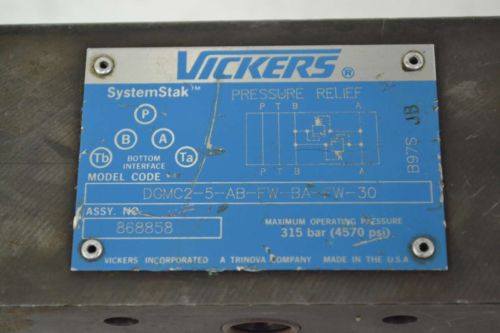 VICKERS ®
SystemStak™
PRESSURE RELIEF
P T B A
P
B A
Tb Ta
BOTTOM
INTERFACE
P T B A
B97S JB
MODEL CODE
DGMC2-5-AB-FW-BA-FW-30
ASSY. NO.
868858
MAXIMUM OPERATING PRESSURE
315 bar (4570 psi)
VICKERS INCORPORATED A TRINOVA COMPANY MADE IN THE U.S.A